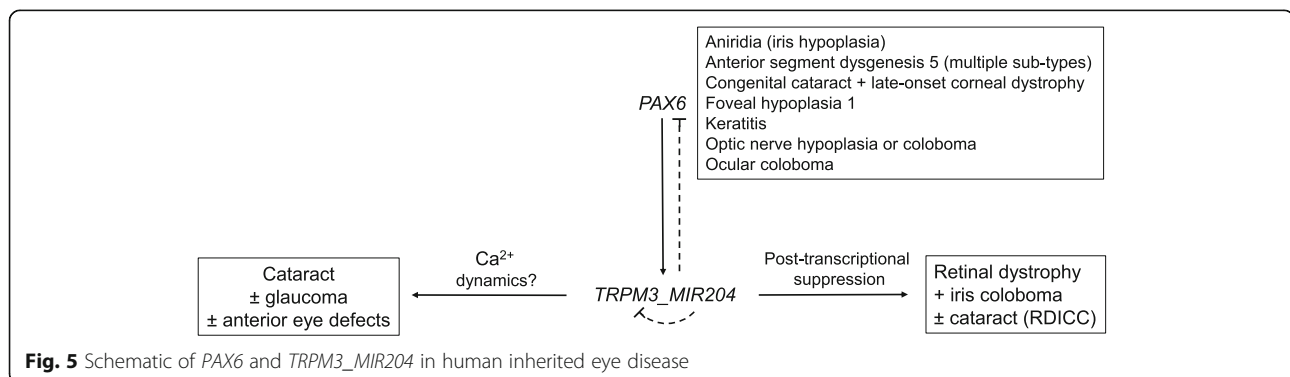 Aniridia (iris hypoplasia)
Anterior segment dysgenesis 5 (multiple sub-types)
Congenital cataract + late-onset corneal dystrophy
Foveal hypoplasia 1
Keratitis
Optic nerve hypoplasia or coloboma
Ocular coloboma
PAX6
Cataract
± glaucoma
± anterior eye defects
Ca²⁺
dynamics?
TRPM3_MIR204
Post-transcriptional
suppression
Retinal dystrophy
+ iris coloboma
± cataract (RDICC)
Fig. 5 Schematic of PAX6 and TRPM3_MIR204 in human inherited eye disease